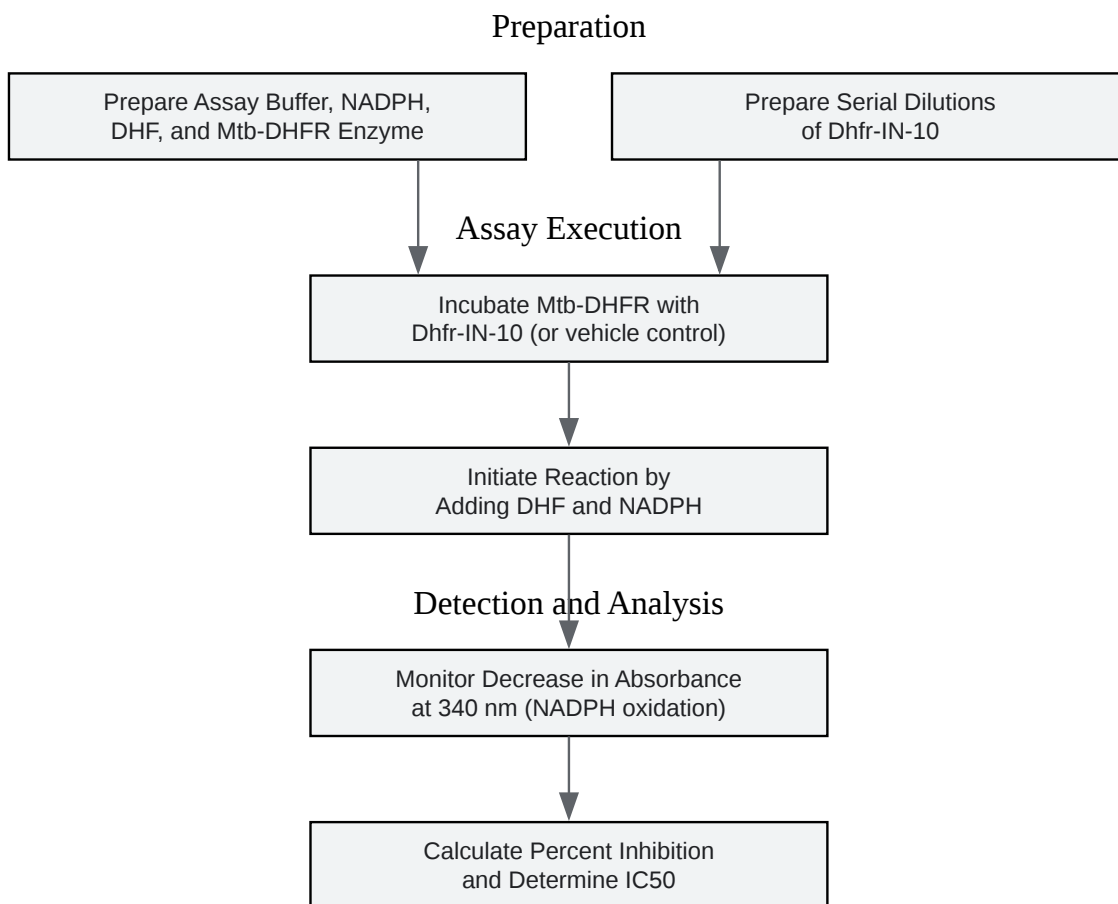 Preparation
Prepare Assay Buffer, NADPH,
DHF, and Mtb-DHFR Enzyme
Prepare Serial Dilutions
of Dhfr-IN-10
Assay Execution
Incubate Mtb-DHFR with
Dhfr-IN-10 (or vehicle control)
Initiate Reaction by
Adding DHF and NADPH
Detection and Analysis
Monitor Decrease in Absorbance
at 340 nm (NADPH oxidation)
Calculate Percent Inhibition
and Determine IC50